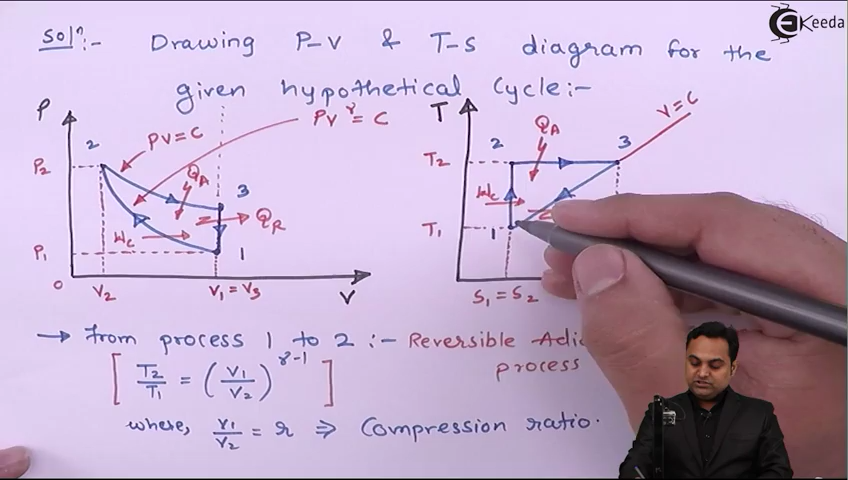 Ekeeda
Solⁿ:- Drawing P-V & T-S diagram for the
given hypothetical Cycle:-
P
2
PV=C
PV^γ = C
P2
QA
3
QR
Wc
P1
1
0
V2
V1 = V3
V
T
V=C
QA
2
3
T2
Wc
T1
1
S1 = S2
→ from process 1 to 2 :- Reversible
process
[ T2/T1 = (V1/V2)^γ-1 ]
where, V1/V2 = r ⇒ Compression ratio.